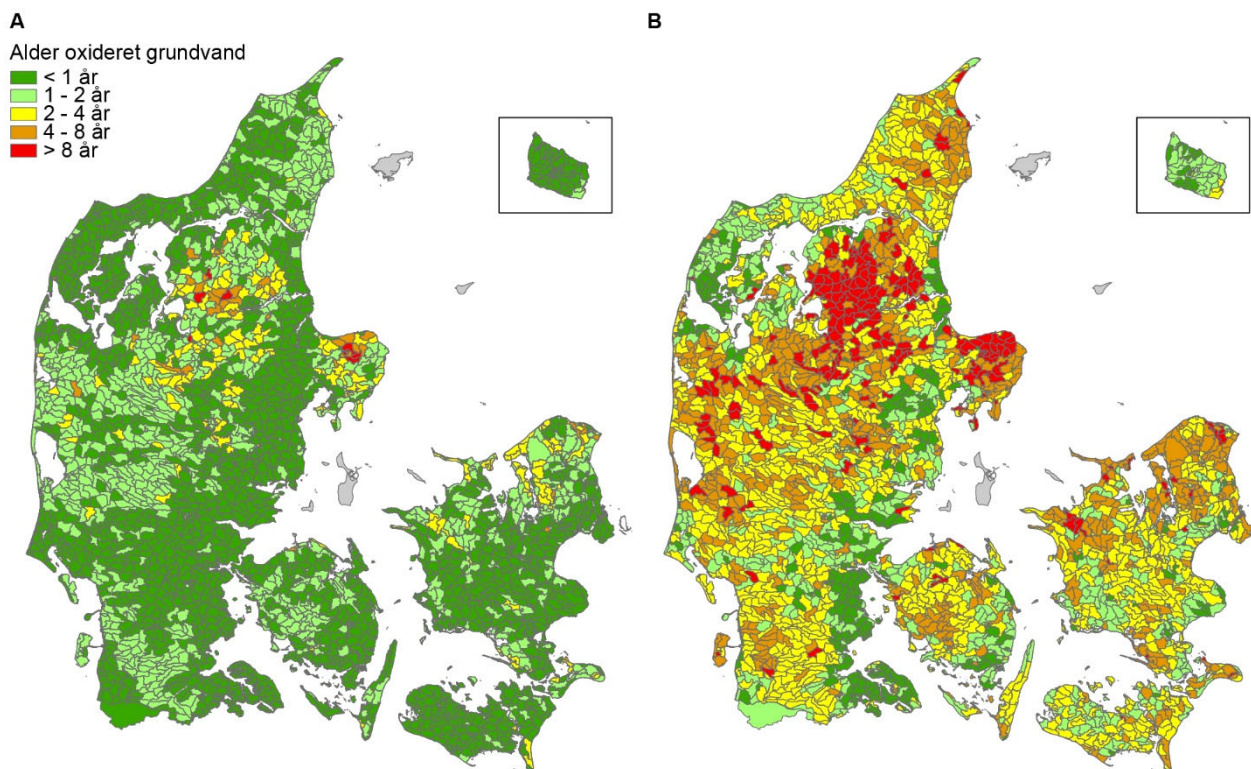 A
B
Alder oxideret grundvand
< 1 år
1 - 2 år
2 - 4 år
4 - 8 år
> 8 år